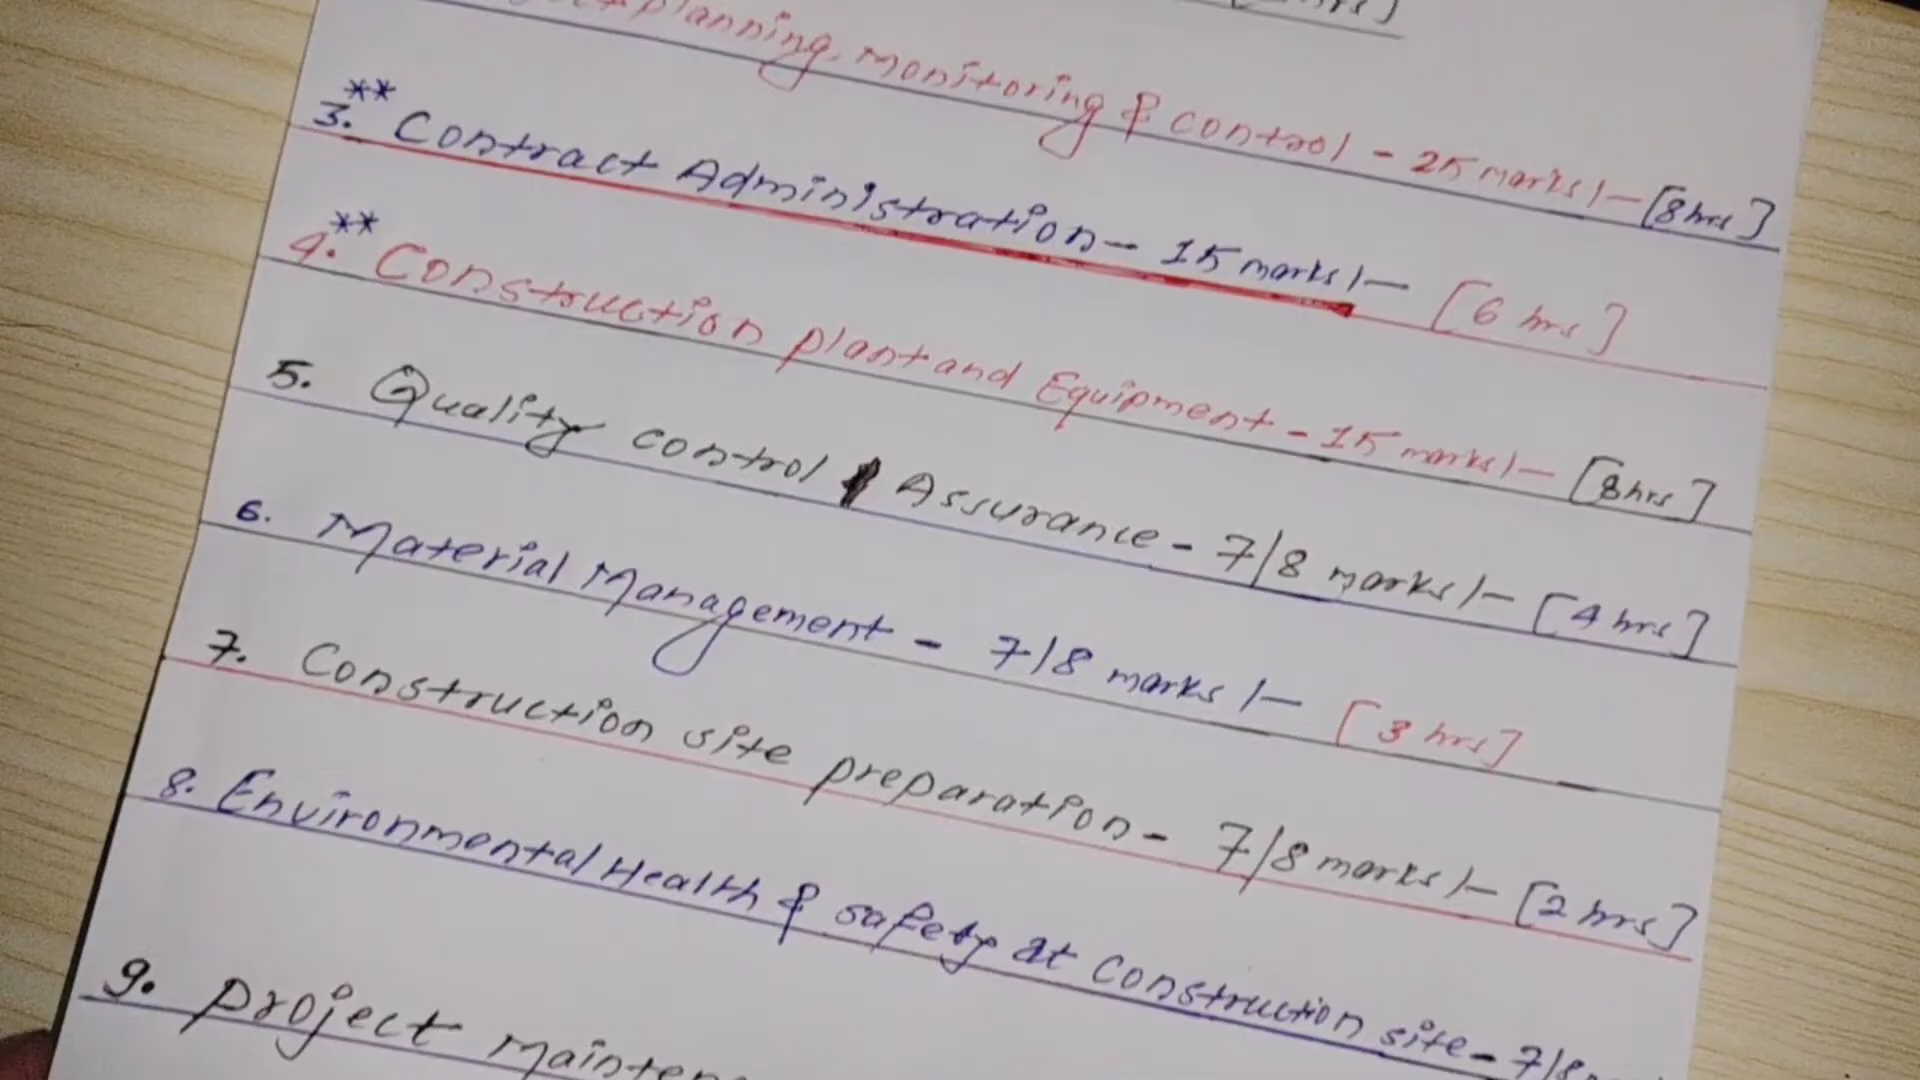 hrs]
planning, monitoring & control - 25 marks/- [8hrs]
** 3. Contract Administration - 15 marks/- [6 hrs]
** 4. Construction plant and Equipment - 15 marks/- [8hrs]
5. Quality control & Assurance - 7/8 marks/- [4 hrs]
6. Material Management - 7/8 marks/- [3 hrs]
7. Construction site preparation - 7/8 marks/- [2 hrs]
8. Environmental Health & safety at Construction site - 7/8
9. project mainten